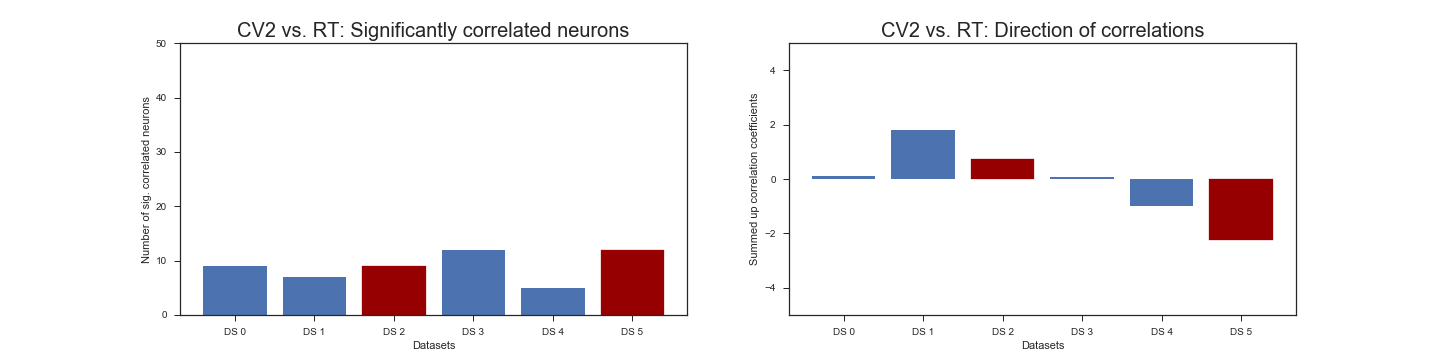 CV2 vs. RT: Significantly correlated neurons
Number of sig. correlated neurons
50
40
30
20
10
0
DS 0 DS 1 DS 2 DS 3 DS 4 DS 5
Datasets
CV2 vs. RT: Direction of correlations
Summed up correlation coefficients
4
2
0
−2
−4
DS 0 DS 1 DS 2 DS 3 DS 4 DS 5
Datasets